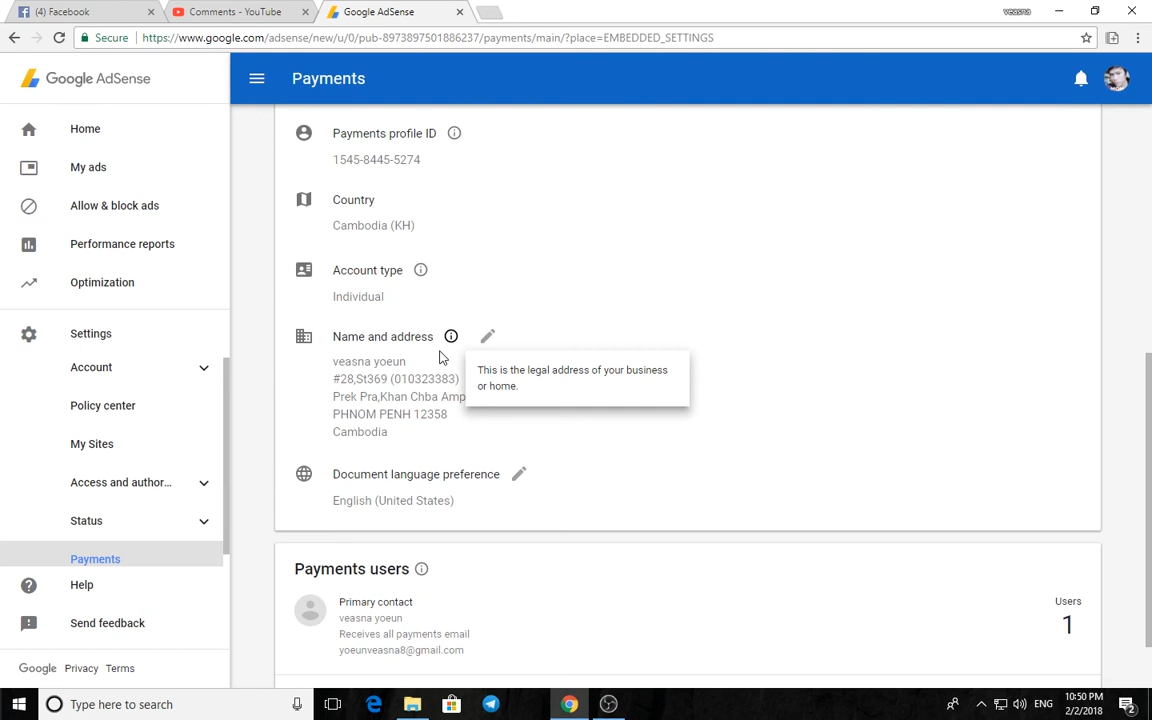 (4) Facebook
Comments - YouTube
Google AdSense
veasna
Secure
https://www.google.com/adsense/new/u/0/pub-8973897501886237/payments/main/?place=EMBEDDED_SETTINGS
Google AdSense
Payments
Home
My ads
Allow & block ads
Performance reports
Optimization
Settings
Account
Policy center
My Sites
Access and author...
Status
Payments
Help
Send feedback
Google Privacy Terms
Payments profile ID
1545-8445-5274
Country
Cambodia (KH)
Account type
Individual
Name and address
veasna yoeun
#28,St369 (010323383)
Prek Pra,Khan Chba Amp
PHNOM PENH 12358
Cambodia
This is the legal address of your business
or home.
Document language preference
English (United States)
Payments users
Primary contact
veasna yoeun
Receives all payments email
yoeunveasna8@gmail.com
Users
1
Type here to search
ENG
10:50 PM
2/2/2018
2